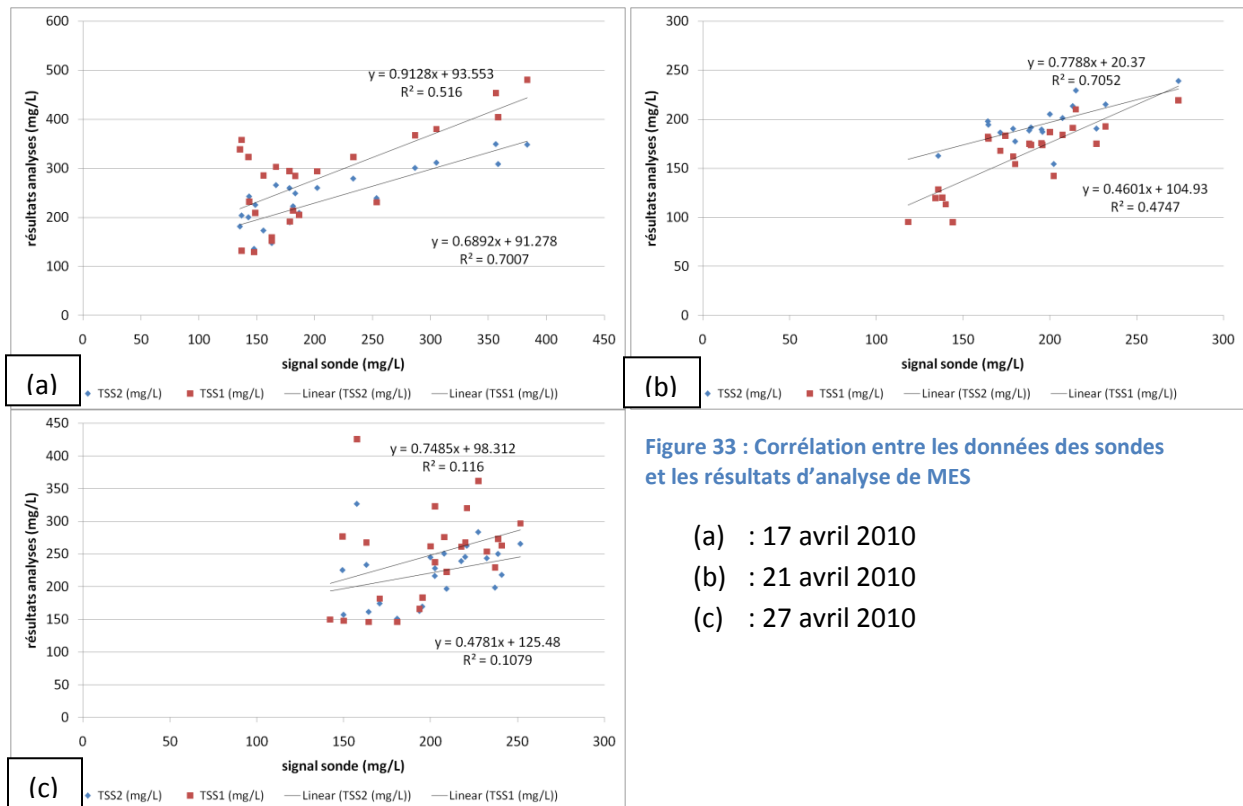 600
500
400
300
200
100
0
résultats analyses (mg/L)
y = 0.9128x + 93.553
R² = 0.516
y = 0.6892x + 91.278
R² = 0.7007
0 50 100 150 200 250 300 350 400 450
signal sonde (mg/L)
(a)
TSS2 (mg/L) TSS1 (mg/L) Linear (TSS2 (mg/L)) Linear (TSS1 (mg/L))
300
250
200
150
100
50
0
résultats analyses (mg/L)
y = 0.7788x + 20.37
R² = 0.7052
y = 0.4601x + 104.93
R² = 0.4747
0 50 100 150 200 250 300
signal sonde (mg/L)
(b)
TSS2 (mg/L) TSS1 (mg/L) Linear (TSS2 (mg/L)) Linear (TSS1 (mg/L))
450
400
350
300
250
200
150
100
50
0
résultats analyses (mg/L)
y = 0.7485x + 98.312
R² = 0.116
y = 0.4781x + 125.48
R² = 0.1079
0 50 100 150 200 250 300
signal sonde (mg/L)
(c)
TSS2 (mg/L) TSS1 (mg/L) Linear (TSS2 (mg/L)) Linear (TSS1 (mg/L))
Figure 33 : Corrélation entre les données des sondes
et les résultats d’analyse de MES
(a) : 17 avril 2010
(b) : 21 avril 2010
(c) : 27 avril 2010